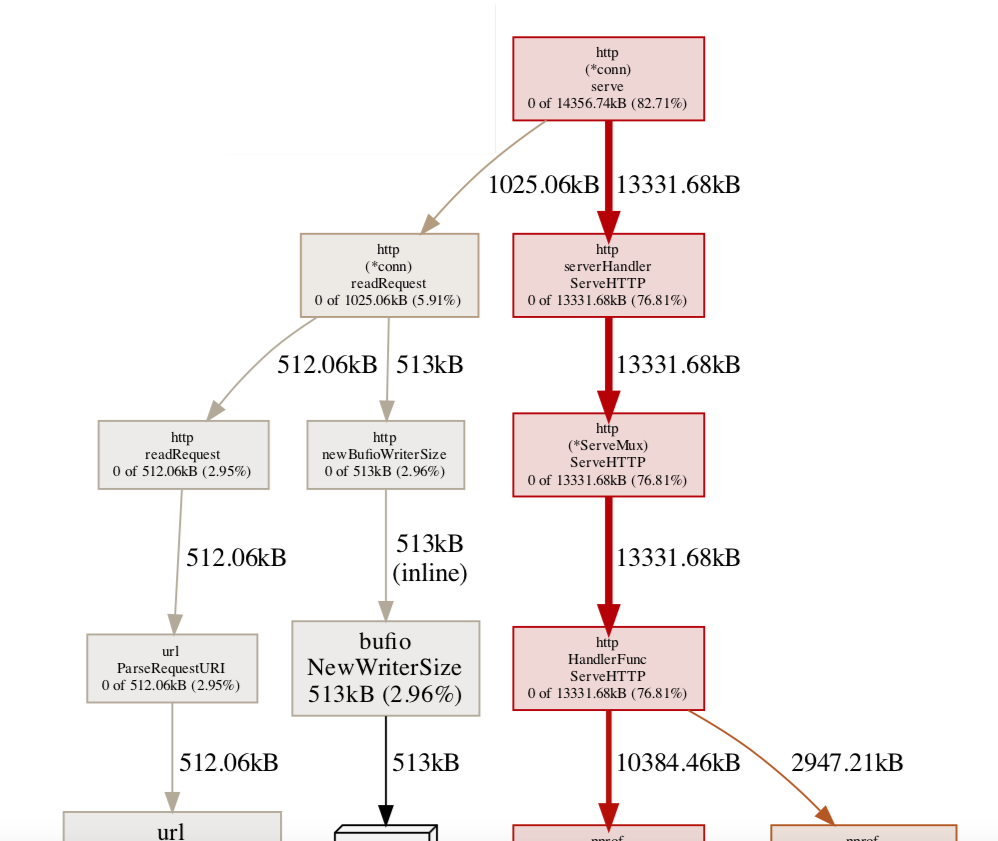 http
(*conn)
serve
0 of 14356.74kB (82.71%)
1025.06kB
13331.68kB
http
(*conn)
readRequest
0 of 1025.06kB (5.91%)
http
serverHandler
ServeHTTP
0 of 13331.68kB (76.81%)
512.06kB
513kB
13331.68kB
http
readRequest
0 of 512.06kB (2.95%)
http
newBufioWriterSize
0 of 513kB (2.96%)
http
(*ServeMux)
ServeHTTP
0 of 13331.68kB (76.81%)
512.06kB
513kB
(inline)
13331.68kB
url
ParseRequestURI
0 of 512.06kB (2.95%)
bufio
NewWriterSize
513kB (2.96%)
http
HandlerFunc
ServeHTTP
0 of 13331.68kB (76.81%)
512.06kB
513kB
10384.46kB
2947.21kB
url
pprof
pprof